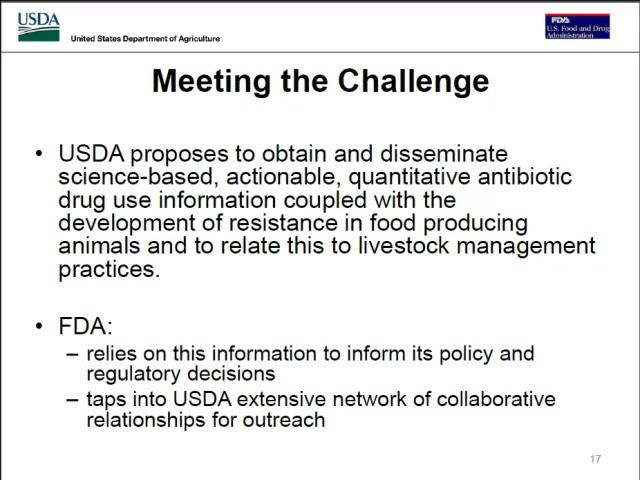 USDA
United States Department of Agriculture
FDA
U.S. Food and Drug
Administration
Meeting the Challenge
• USDA proposes to obtain and disseminate
science-based, actionable, quantitative antibiotic
drug use information coupled with the
development of resistance in food producing
animals and to relate this to livestock management
practices.
• FDA:
– relies on this information to inform its policy and
regulatory decisions
– taps into USDA extensive network of collaborative
relationships for outreach
17